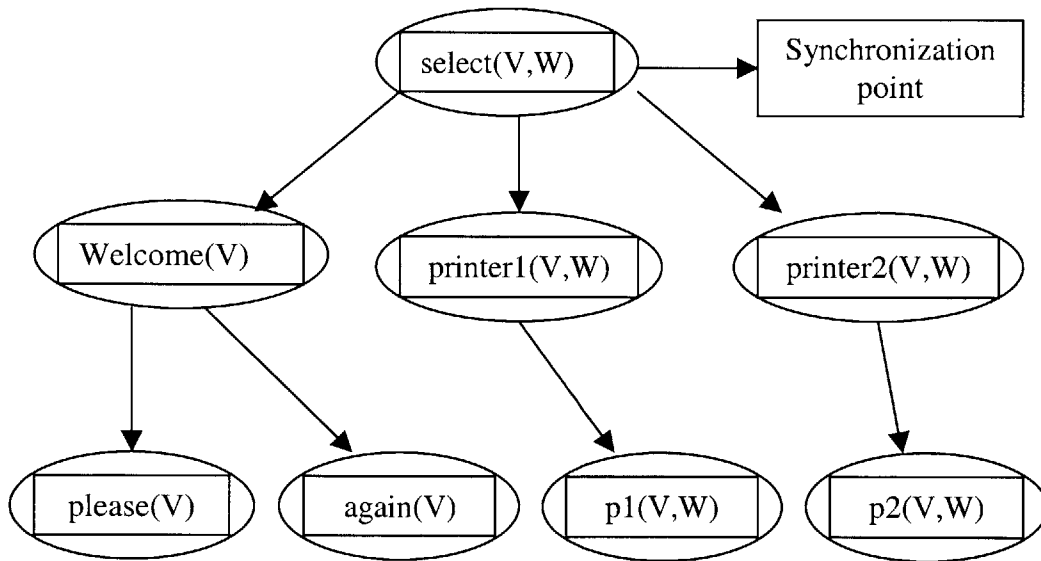 select(V,W)
Synchronization
point
Welcome(V)
printer1(V,W)
printer2(V,W)
please(V)
again(V)
p1(V,W)
p2(V,W)